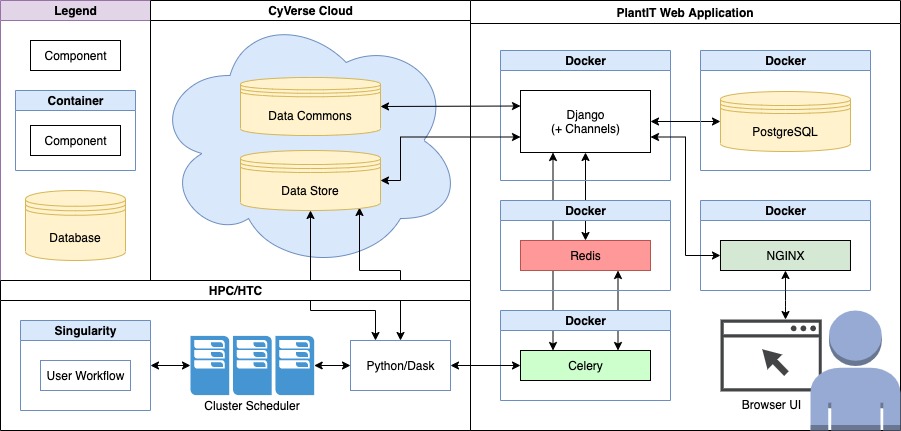 Legend
CyVerse Cloud
PlantIT Web Application
Component
Container
Component
Database
Data Commons
Data Store
Docker
Django
(+ Channels)
Docker
PostgreSQL
Docker
Redis
Docker
NGINX
HPC/HTC
Singularity
User Workflow
Cluster Scheduler
Python/Dask
Docker
Celery
Browser UI